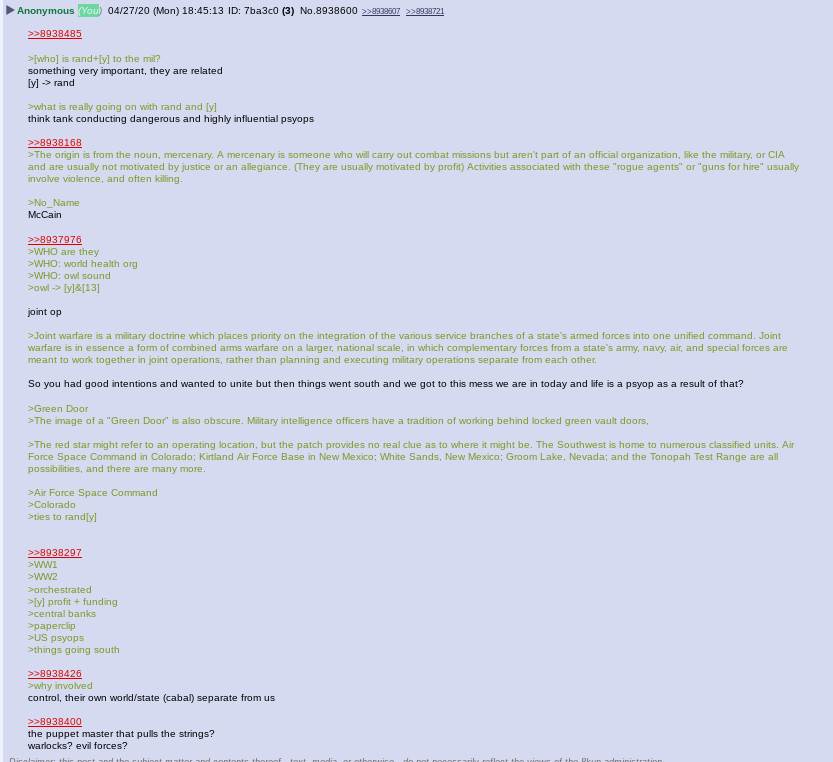 ▶Anonymous (You) 04/27/20 (Mon) 18:45:13 ID: 7ba3c0 (3) No.8938600 >>8938607 >>8938721
>>8938485
>[who] is rand+[y] to the mil?
something very important, they are related
[y] -> rand
>what is really going on with rand and [y]
think tank conducting dangerous and highly influential psyops
>>8938168
>The origin is from the noun, mercenary. A mercenary is someone who will carry out combat missions but aren't part of an official organization, like the military, or CIA
and are usually not motivated by justice or an allegiance. (They are usually motivated by profit) Activities associated with these "rogue agents" or "guns for hire" usually
involve violence, and often killing.
>No_Name
McCain
>>8937976
>WHO are they
>WHO: world health org
>WHO: owl sound
>owl -> [y]&[13]
joint op
>Joint warfare is a military doctrine which places priority on the integration of the various service branches of a state's armed forces into one unified command. Joint
warfare is in essence a form of combined arms warfare on a larger, national scale, in which complementary forces from a state's army, navy, air, and special forces are
meant to work together in joint operations, rather than planning and executing military operations separate from each other.
So you had good intentions and wanted to unite but then things went south and we got to this mess we are in today and life is a psyop as a result of that?
>Green Door
>The image of a "Green Door" is also obscure. Military intelligence officers have a tradition of working behind locked green vault doors,
>The red star might refer to an operating location, but the patch provides no real clue as to where it might be. The Southwest is home to numerous classified units. Air
Force Space Command in Colorado; Kirtland Air Force Base in New Mexico; White Sands, New Mexico; Groom Lake, Nevada; and the Tonopah Test Range are all
possibilities, and there are many more.
>Air Force Space Command
>Colorado
>ties to rand[y]
>>8938297
>WW1
>WW2
>orchestrated
>[y] profit + funding
>central banks
>paperclip
>US psyops
>things going south
>>8938426
>why involved
control, their own world/state (cabal) separate from us
>>8938400
the puppet master that pulls the strings?
warlocks? evil forces?
Disclaimer: this post and the subject matter and contents thereof - text, media, or otherwise - do not necessarily reflect the views of the 8kun administration.